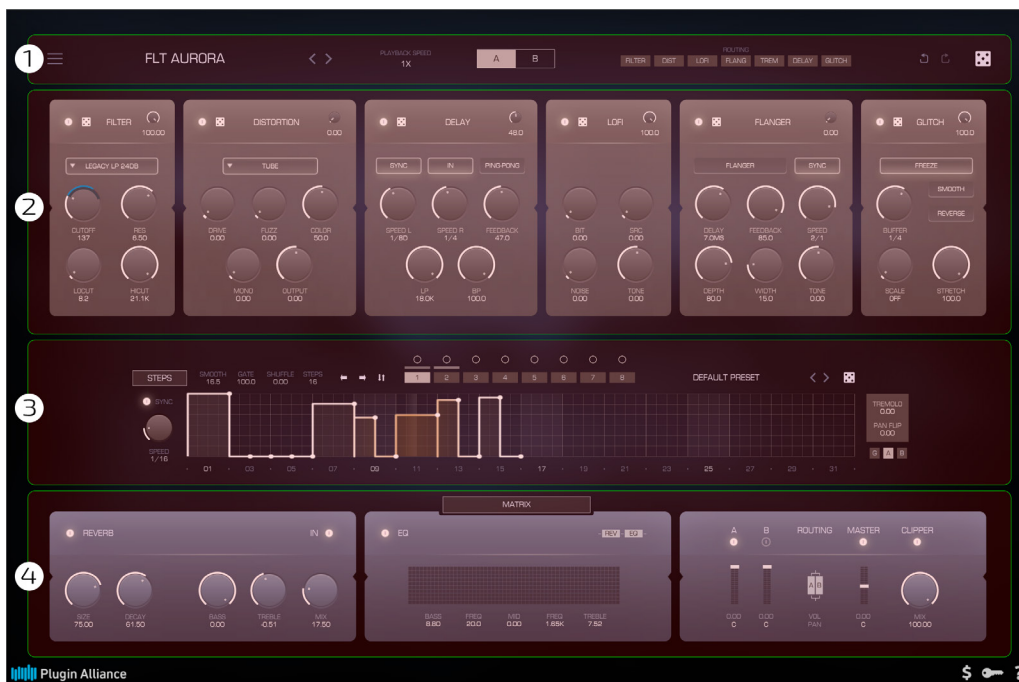 1
FLT AURORA
< >
PLAYBACK SPEED
1X
A B
ROUTING
FILTER DIST LOFI FLANG TREM DELAY GLITCH
2
FILTER 100.00
LEGACY LP 24DB
CUTOFF 137
RES 6.50
LOCUT 8.2
HICUT 21.1K
DISTORTION 0.00
TUBE
DRIVE 0.00
FUZZ 0.00
COLOR 50.0
MONO 0.00
OUTPUT 0.00
DELAY 48.0
SYNC IN PING-PONG
SPEED L 1/8D
SPEED R 1/4
FEEDBACK 47.0
LP 18.0K
BP 100.0
LOFI 100.0
BIT 0.00
SRC 0.00
NOISE 0.00
TONE 0.00
FLANGER 0.00
FLANGER SYNC
DELAY 7.0MS
FEEDBACK 85.0
SPEED 2/1
DEPTH 80.0
WIDTH 15.0
TONE 0.00
GLITCH 100.0
FREEZE
SMOOTH
REVERSE
BUFFER 1/4
SCALE OFF
STRETCH 100.0
3
STEPS
SMOOTH 16.5
GATE 100.0
SHUFFLE 0.00
STEPS 16
1 2 3 4 5 6 7 8
DEFAULT PRESET < >
SYNC
SPEED
1/16
01 03 05 07 09 11 13 15 17 19 21 23 25 27 29 31
TREMOLO
0.00
PAN FLIP
0.00
G A B
4
MATRIX
REVERB IN
SIZE 75.00
DECAY 61.50
BASS 0.00
TREBLE -0.51
MIX 17.50
EQ REV EQ
BASS 8.80
FREQ 20.0
MID 0.00
FREQ 1.85K
TREBLE 7.52
A B ROUTING MASTER CLIPPER
A B
0.00 0.00 VOL 0.00 MIX
C C PAN C 100.00
Plugin Alliance
$ ?